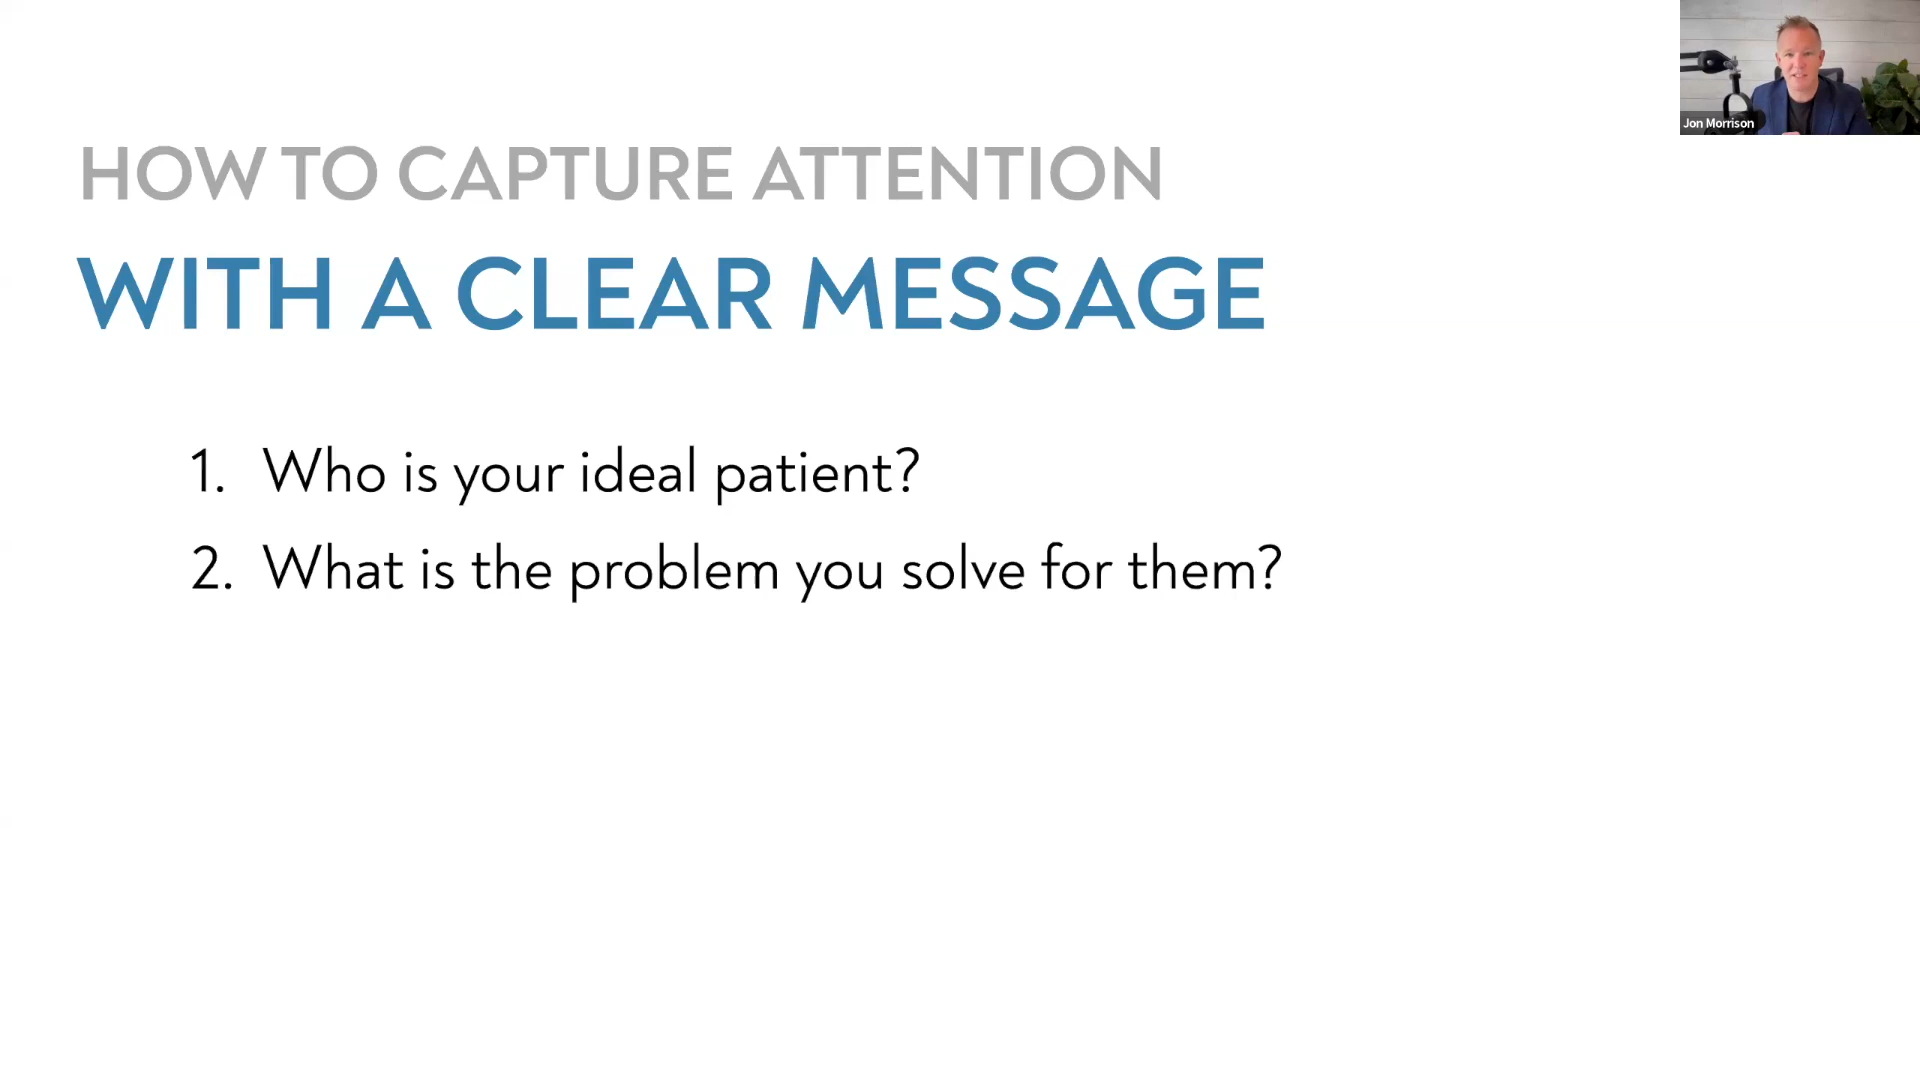 HOW TO CAPTURE ATTENTION
WITH A CLEAR MESSAGE
1. Who is your ideal patient?
2. What is the problem you solve for them?
Jon Morrison